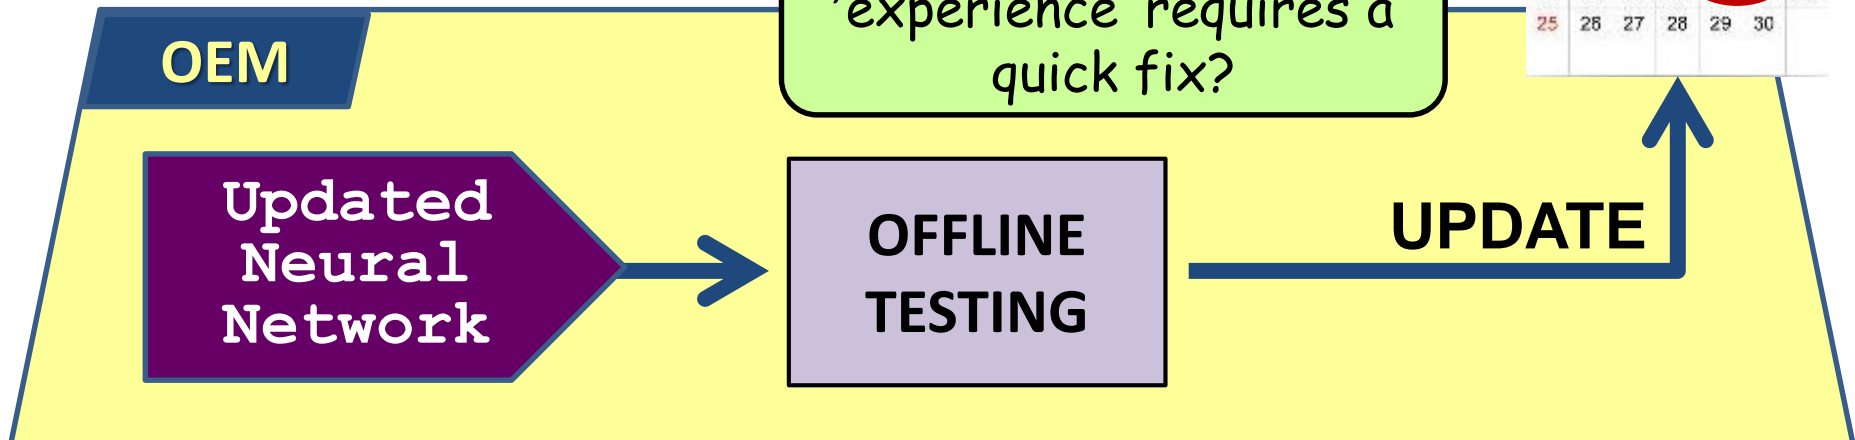 'experience' requires a
quick fix?
25 26 27 28 29 30
OEM
Updated
Neural
Network
OFFLINE
TESTING
UPDATE